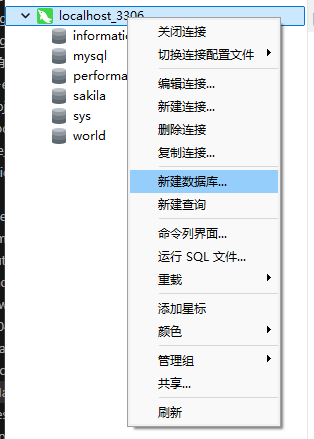 localhost_3306
informatic
mysql
performa
sakila
sys
world
关闭连接
切换连接配置文件
编辑连接...
新建连接...
删除连接
复制连接...
新建数据库...
新建查询
命令列界面...
运行 SQL 文件...
重载
添加星标
颜色
管理组
共享...
刷新